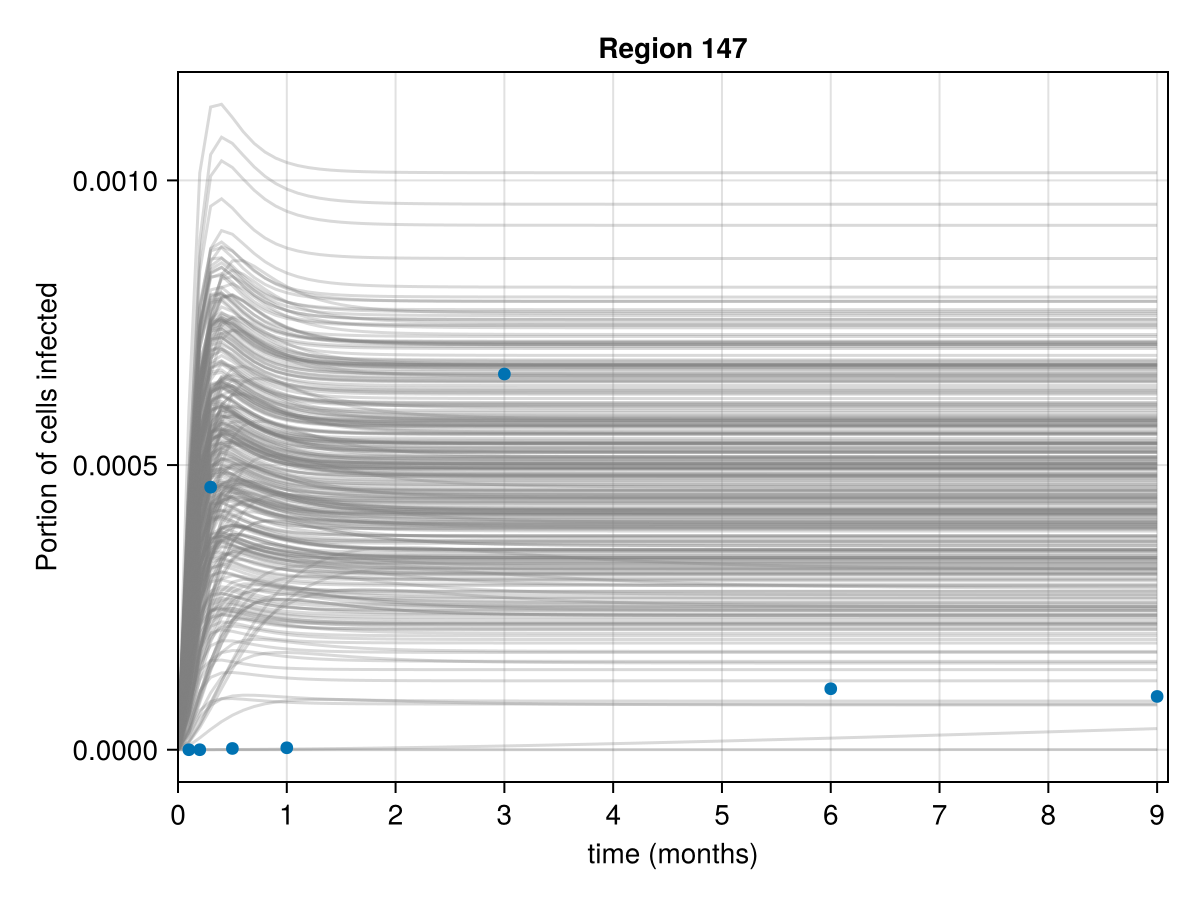 Region 147
Portion of cells infected
0.0010
0.0005
0.0000
0 1 2 3 4 5 6 7 8 9
time (months)